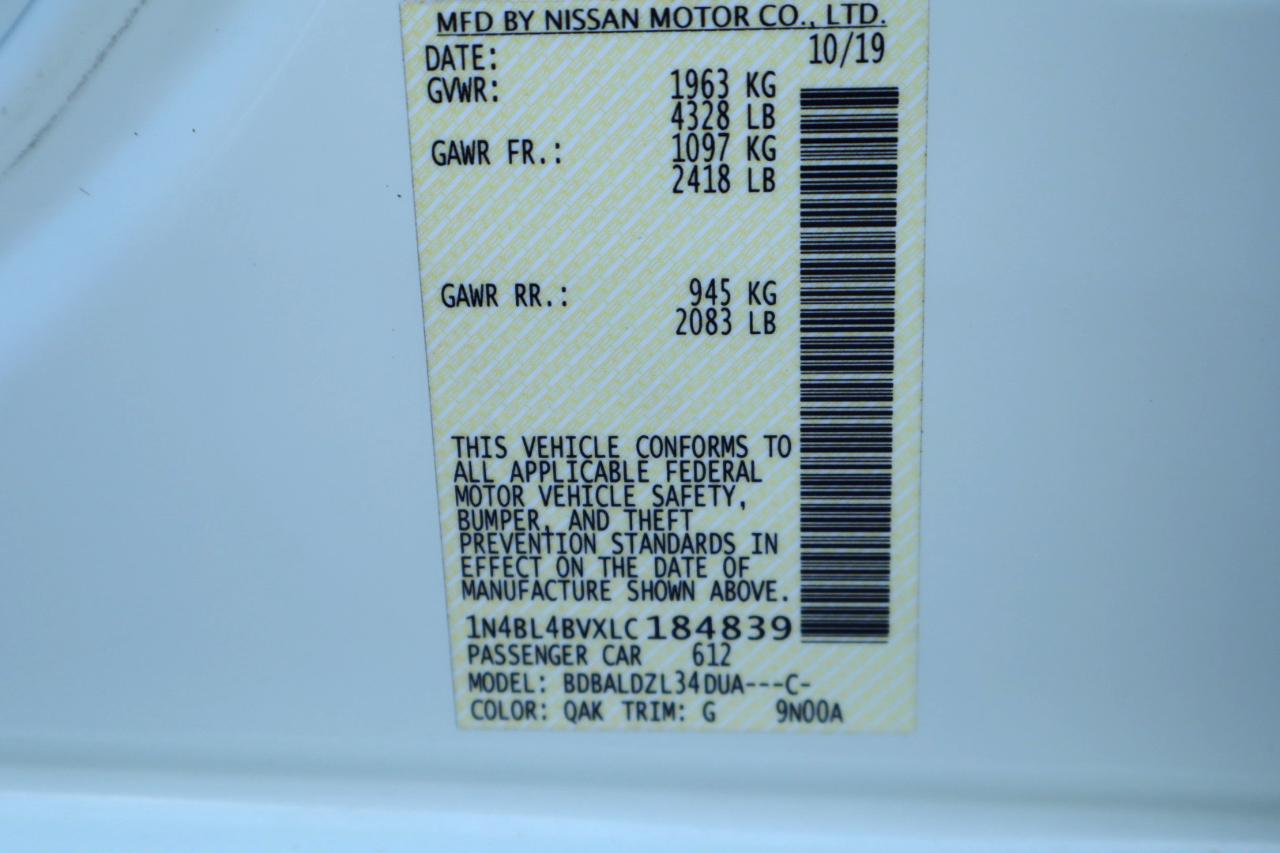 MFD BY NISSAN MOTOR CO., LTD.
DATE: 10/19
GVWR: 1963 KG
4328 LB
GAWR FR.: 1097 KG
2418 LB
GAWR RR.: 945 KG
2083 LB
THIS VEHICLE CONFORMS TO
ALL APPLICABLE FEDERAL
MOTOR VEHICLE SAFETY,
BUMPER, AND THEFT
PREVENTION STANDARDS IN
EFFECT ON THE DATE OF
MANUFACTURE SHOWN ABOVE.
1N4BL4BVXLC184839
PASSENGER CAR 612
MODEL: BDBALDZL34DUA---C-
COLOR: QAK TRIM: G 9N00A